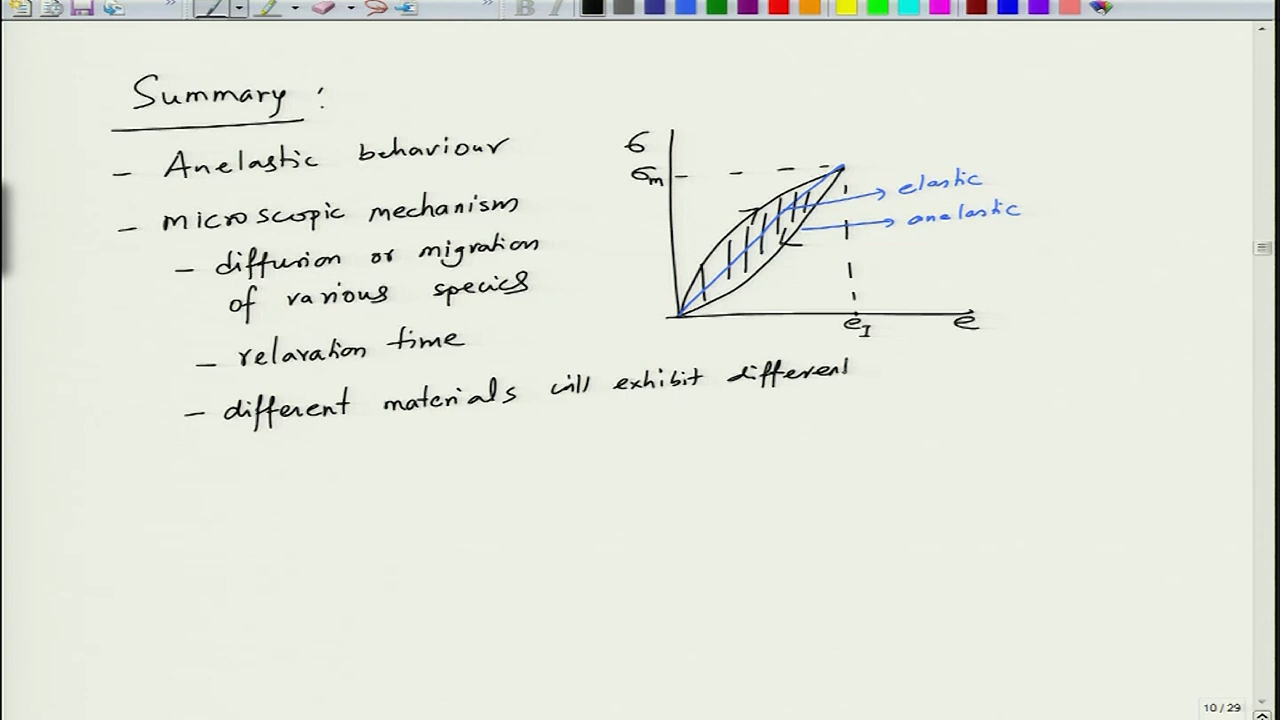 Summary :
- Anelastic behaviour
- microscopic mechanism
- diffusion or migration
of various species
- relaxation time
- different materials will exhibit different
σ
σm
elastic
anelastic
e1
e
B I
10 / 29